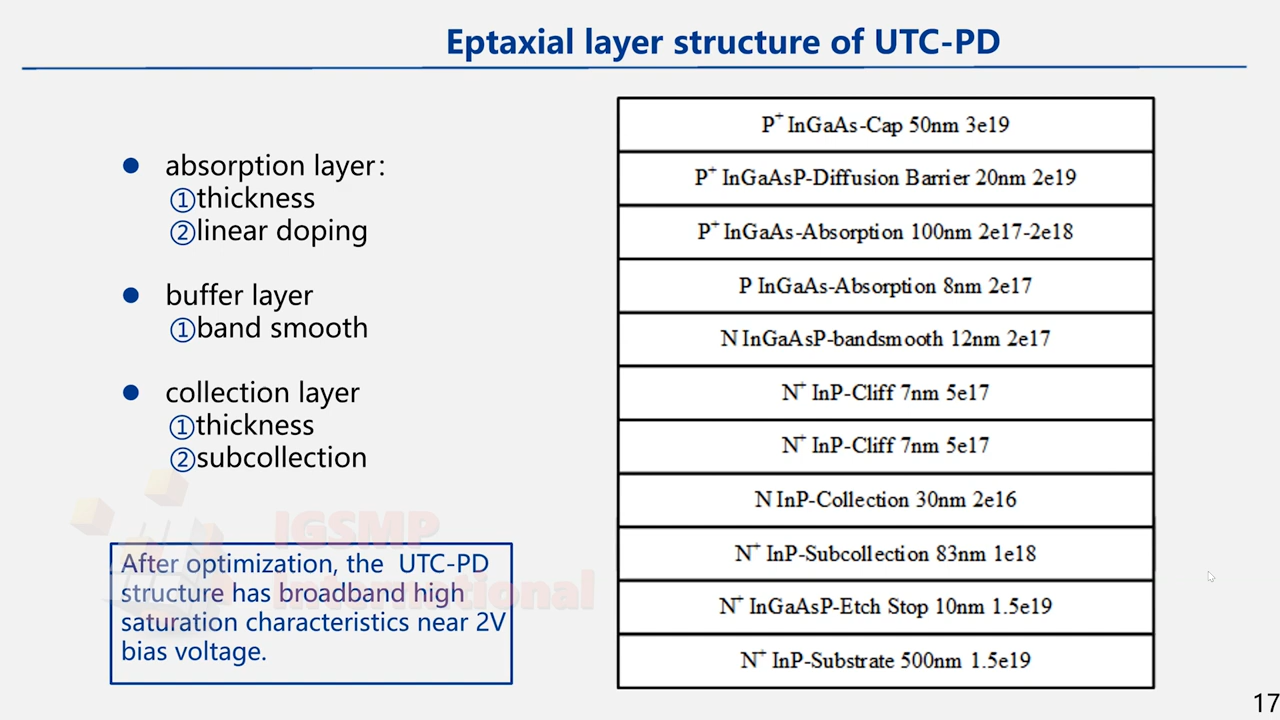 Eptaxial layer structure of UTC-PD
● absorption layer:
①thickness
②linear doping
● buffer layer
①band smooth
● collection layer
①thickness
②subcollection
After optimization, the UTC-PD
structure has broadband high
saturation characteristics near 2V
bias voltage.
IGSMP
International
P⁺ InGaAs-Cap 50nm 3e19
P⁺ InGaAsP-Diffusion Barrier 20nm 2e19
P⁺ InGaAs-Absorption 100nm 2e17-2e18
P InGaAs-Absorption 8nm 2e17
N InGaAsP-bandsmooth 12nm 2e17
N⁺ InP-Cliff 7nm 5e17
N⁺ InP-Cliff 7nm 5e17
N InP-Collection 30nm 2e16
N⁺ InP-Subcollection 83nm 1e18
N⁺ InGaAsP-Etch Stop 10nm 1.5e19
N⁺ InP-Substrate 500nm 1.5e19
17